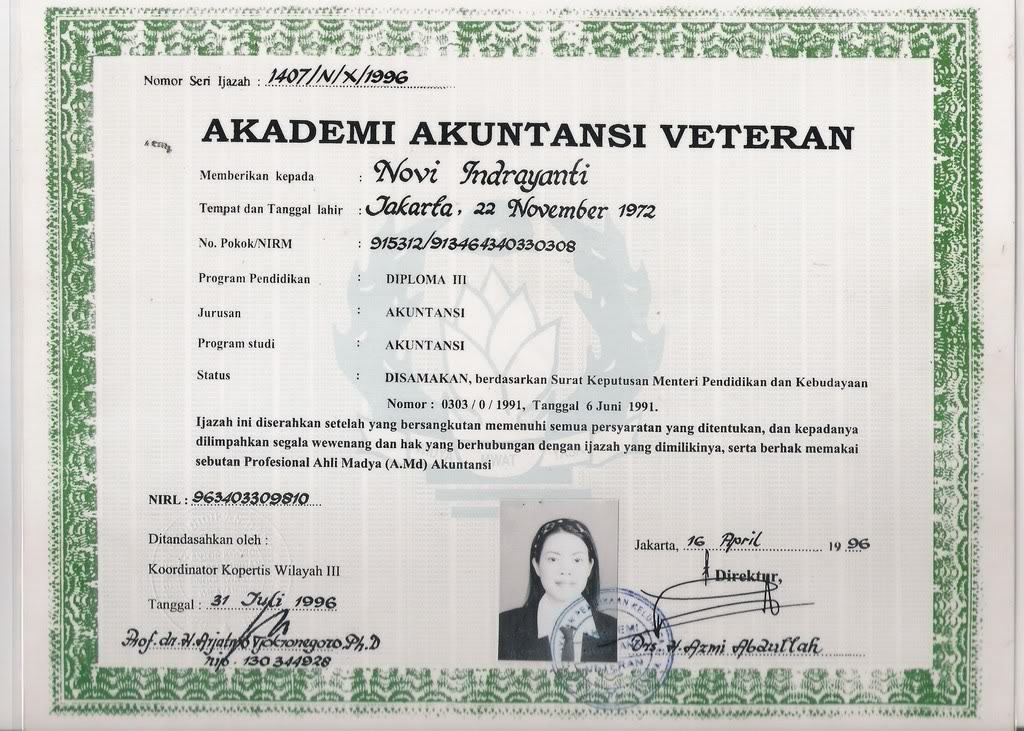 Nomor Seri Ijazah : 1407/N/X/1996
AKADEMI AKUNTANSI VETERAN
Memberikan kepada : Novi Indrayanti
Tempat dan Tanggal lahir : Jakarta, 22 November 1972
No. Pokok/NIRM : 915312/913464340330308
Program Pendidikan : DIPLOMA III
Jurusan : AKUNTANSI
Program studi : AKUNTANSI
Status : DISAMAKAN, berdasarkan Surat Keputusan Menteri Pendidikan dan Kebudayaan
Nomor : 0303 / 0 / 1991, Tanggal 6 Juni 1991.
Ijazah ini diserahkan setelah yang bersangkutan memenuhi semua persyaratan yang ditentukan, dan kepadanya
dilimpahkan segala wewenang dan hak yang berhubungan dengan ijazah yang dimilikinya, serta berhak memakai
sebutan Profesional Ahli Madya (A.Md) Akuntansi
NIRL : 963403309810
Ditandasahkan oleh :
Koordinator Kopertis Wilayah III
Tanggal : 31 Juli 1996
Prof. dr. H. Ph.D
nip. 130344928
Jakarta, 16 April 1996
Direktur,
Drs. H. Azmi Abdullah